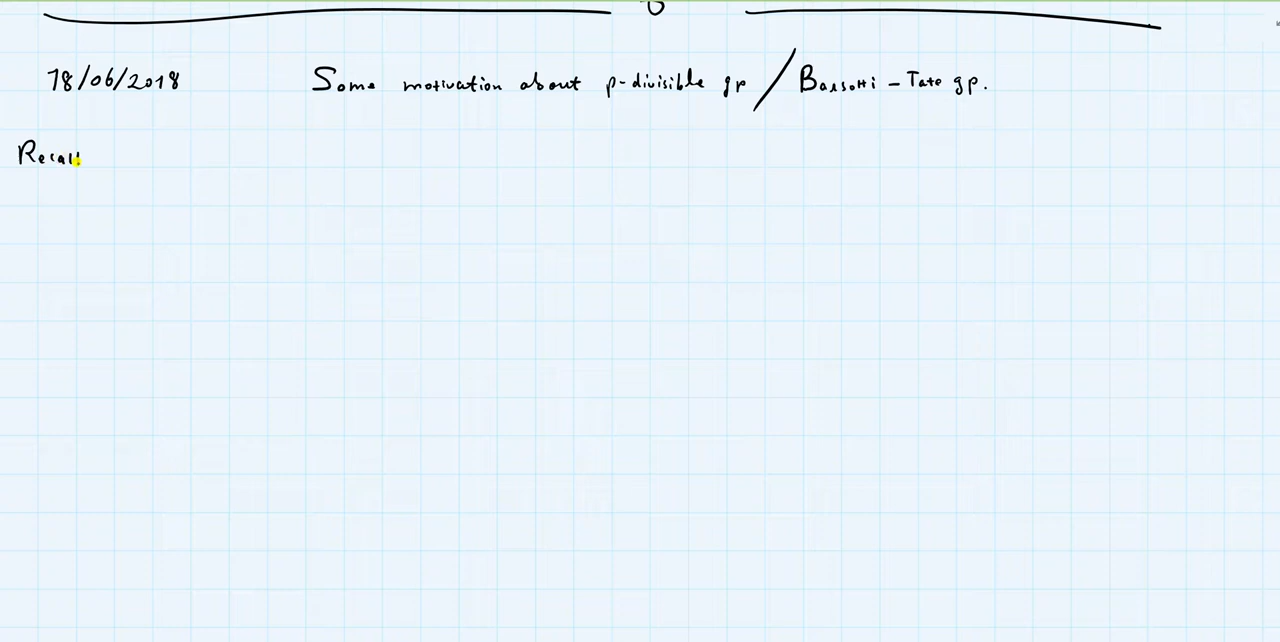 18/06/2018 Some motivation about p-divisible gp / Barsotti - Tate gp.
Recall